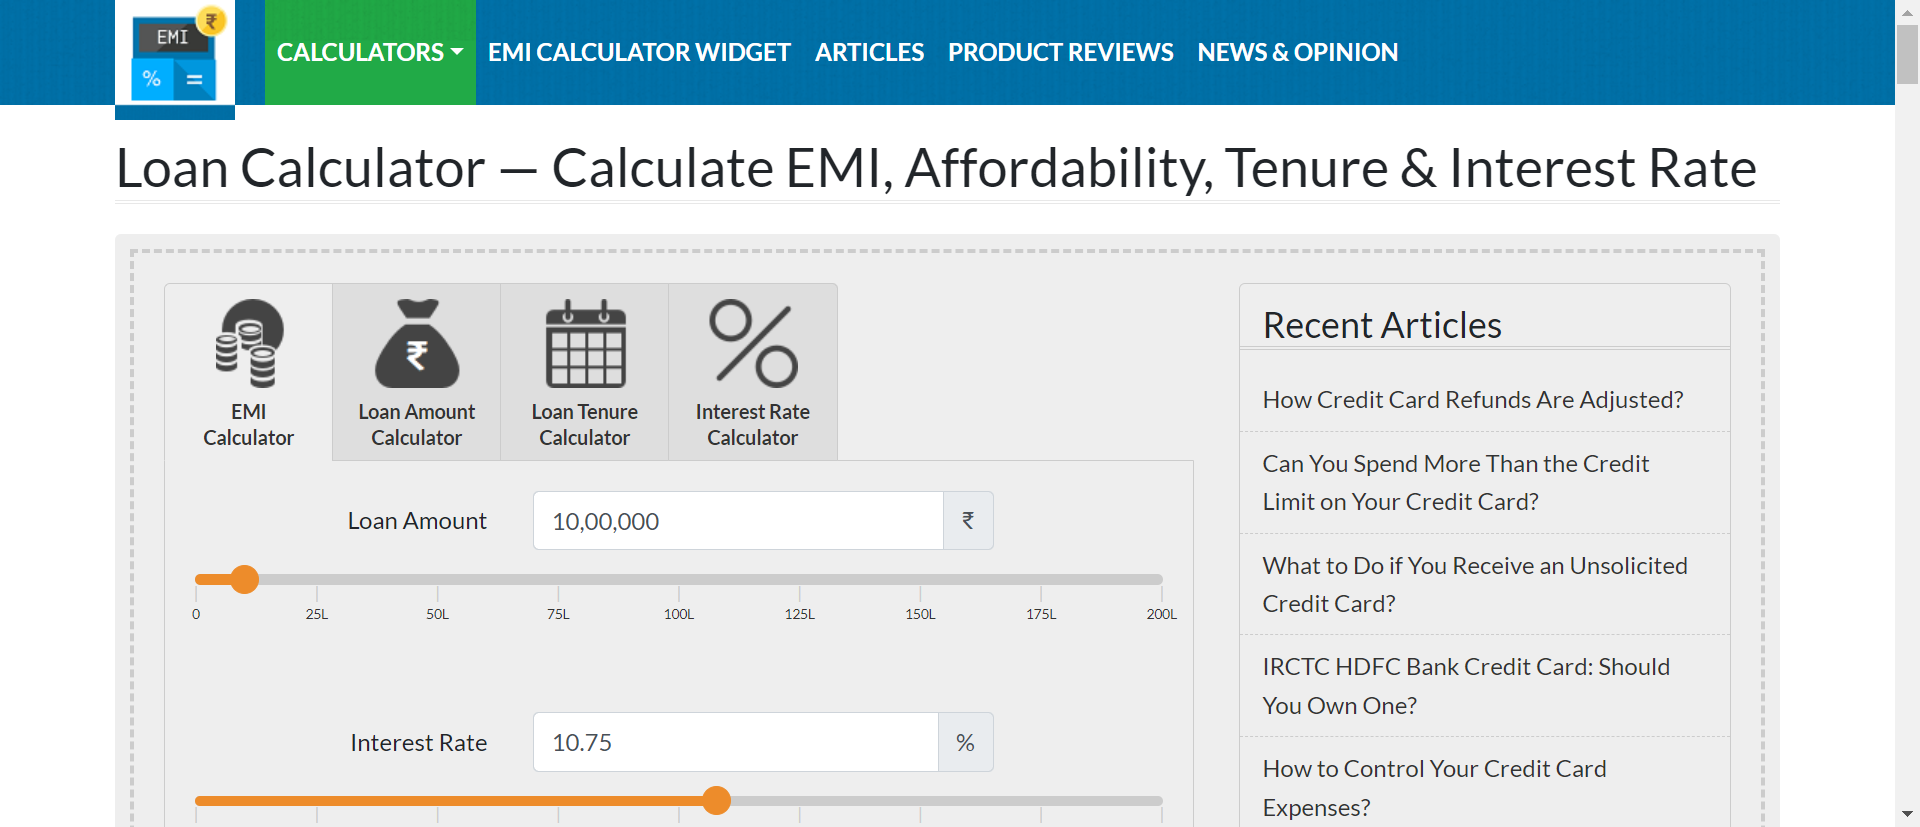 EMI ₹
% =
CALCULATORS EMI CALCULATOR WIDGET ARTICLES PRODUCT REVIEWS NEWS & OPINION
Loan Calculator — Calculate EMI, Affordability, Tenure & Interest Rate
EMI
Calculator
₹
Loan Amount
Calculator
Loan Tenure
Calculator
Interest Rate
Calculator
Loan Amount 10,00,000 ₹
0 25L 50L 75L 100L 125L 150L 175L 200L
Interest Rate 10.75 %
Recent Articles
How Credit Card Refunds Are Adjusted?
Can You Spend More Than the Credit
Limit on Your Credit Card?
What to Do if You Receive an Unsolicited
Credit Card?
IRCTC HDFC Bank Credit Card: Should
You Own One?
How to Control Your Credit Card
Expenses?